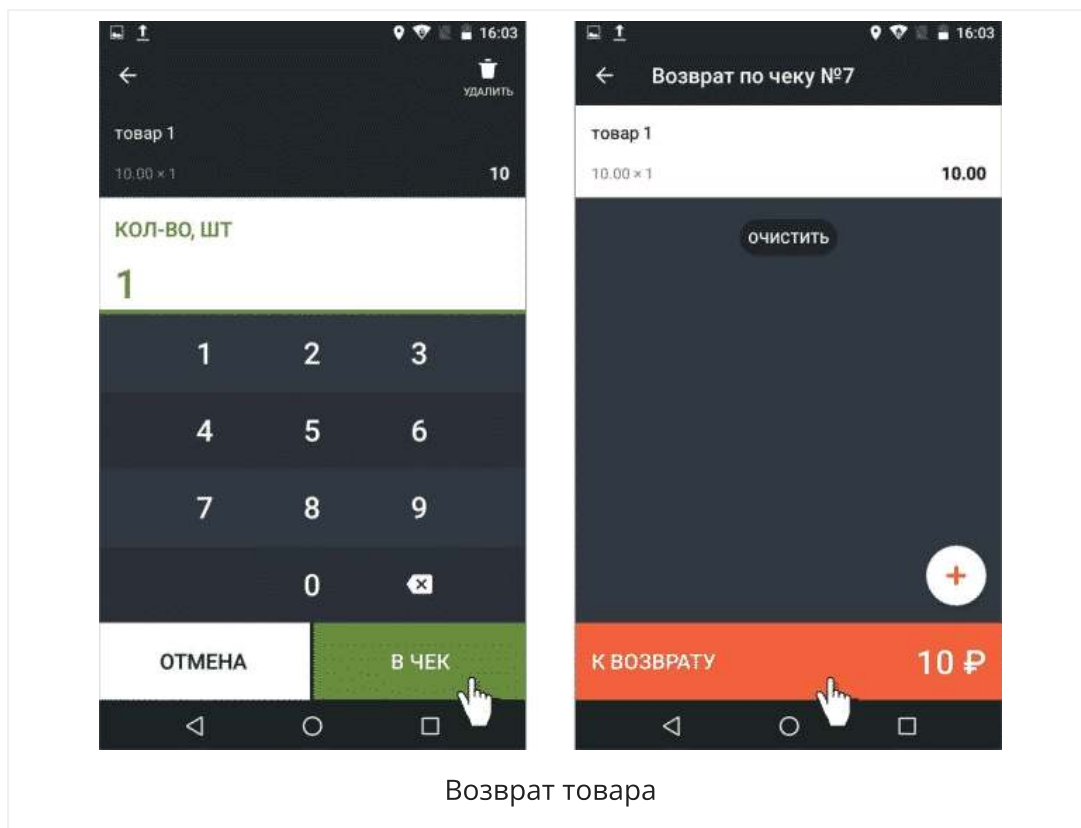 16:03
УДАЛИТЬ
товар 1
10.00 × 1 10
КОЛ-ВО, ШТ
1
1 2 3
4 5 6
7 8 9
0
ОТМЕНА В ЧЕК
16:03
Возврат по чеку №7
товар 1
10.00 × 1 10.00
ОЧИСТИТЬ
+
К ВОЗВРАТУ 10 ₽
Возврат товара